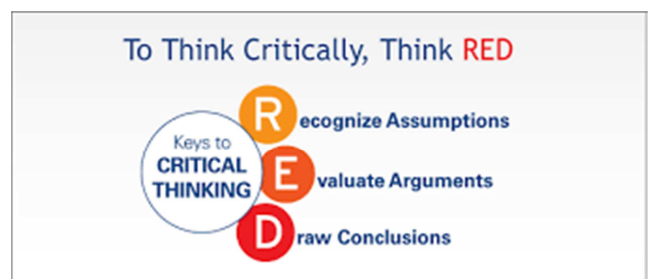 To Think Critically, Think RED
Recognize Assumptions
Keys to
CRITICAL
THINKING
Evaluate Arguments
Draw Conclusions